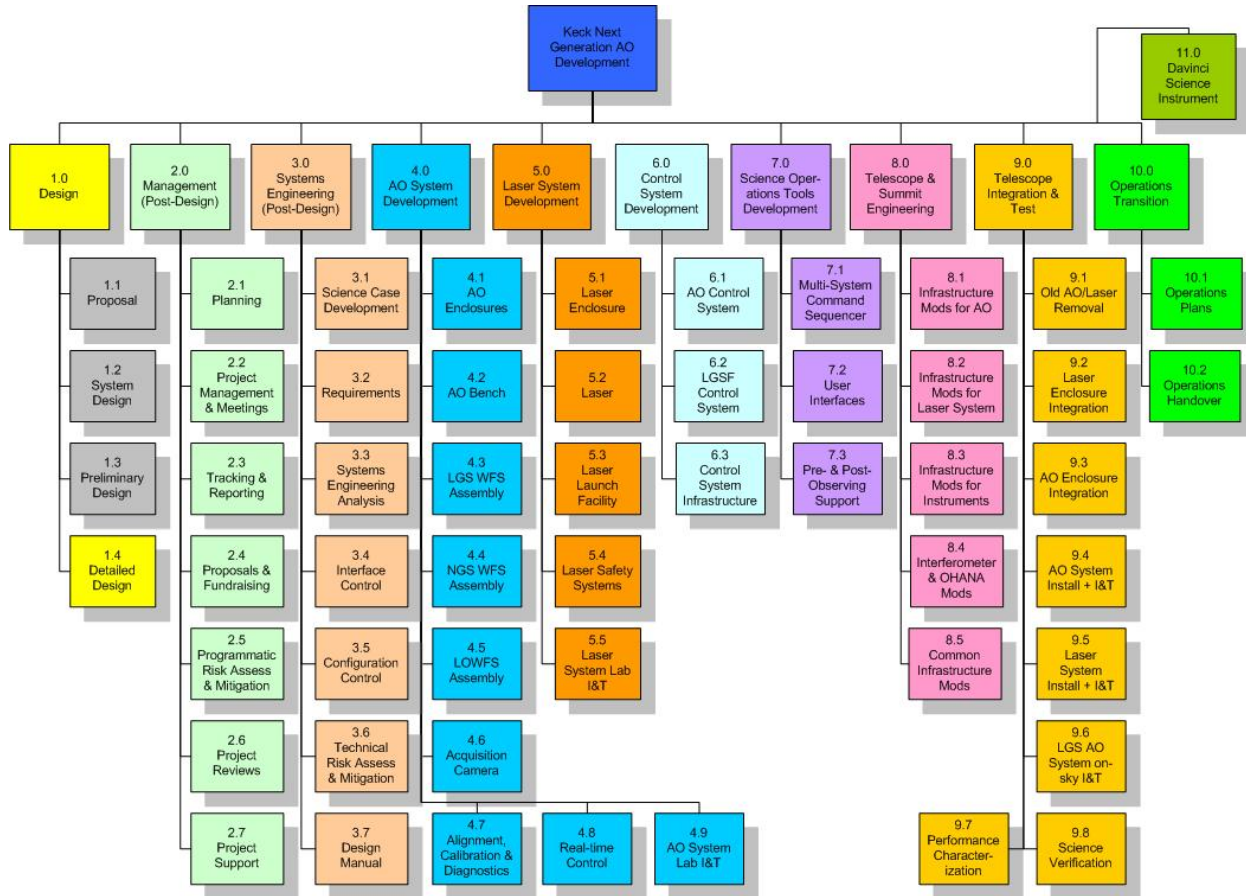 Keck Next
Generation AO
Development
11.0
Davinci
Science
Instrument
1.0
Design
2.0
Management
(Post-Design)
3.0
Systems
Engineering
(Post-Design)
4.0
AO System
Development
5.0
Laser System
Development
6.0
Control
System
Development
7.0
Science Oper-
ations Tools
Development
8.0
Telescope &
Summit
Engineering
9.0
Telescope
Integration &
Test
10.0
Operations
Transition
1.1
Proposal
1.2
System
Design
1.3
Preliminary
Design
1.4
Detailed
Design
2.1
Planning
2.2
Project
Management
& Meetings
2.3
Tracking &
Reporting
2.4
Proposals &
Fundraising
2.5
Programmatic
Risk Assess
& Mitigation
2.6
Project
Reviews
2.7
Project
Support
3.1
Science Case
Development
3.2
Requirements
3.3
Systems
Engineering
Analysis
3.4
Interface
Control
3.5
Configuration
Control
3.6
Technical
Risk Assess
& Mitigation
3.7
Design
Manual
4.1
AO
Enclosures
4.2
AO Bench
4.3
LGS WFS
Assembly
4.4
NGS WFS
Assembly
4.5
LOWFS
Assembly
4.6
Acquisition
Camera
4.7
Alignment,
Calibration &
Diagnostics
4.8
Real-time
Control
4.9
AO System
Lab I&T
5.1
Laser
Enclosure
5.2
Laser
5.3
Laser
Launch
Facility
5.4
Laser Safety
Systems
5.5
Laser
System Lab
I&T
6.1
AO Control
System
6.2
LGSF
Control
System
6.3
Control
System
Infrastructure
7.1
Multi-System
Command
Sequencer
7.2
User
Interfaces
7.3
Pre- & Post-
Observing
Support
8.1
Infrastructure
Mods for AO
8.2
Infrastructure
Mods for
Laser System
8.3
Infrastructure
Mods for
Instruments
8.4
Interferometer
& OHANA
Mods
8.5
Common
Infrastructure
Mods
9.1
Old AO/Laser
Removal
9.2
Laser
Enclosure
Integration
9.3
AO Enclosure
Integration
9.4
AO System
Install + I&T
9.5
Laser
System
Install + I&T
9.6
LGS AO
System on-
sky I&T
9.7
Performance
Character-
ization
9.8
Science
Verification
10.1
Operations
Plans
10.2
Operations
Handover